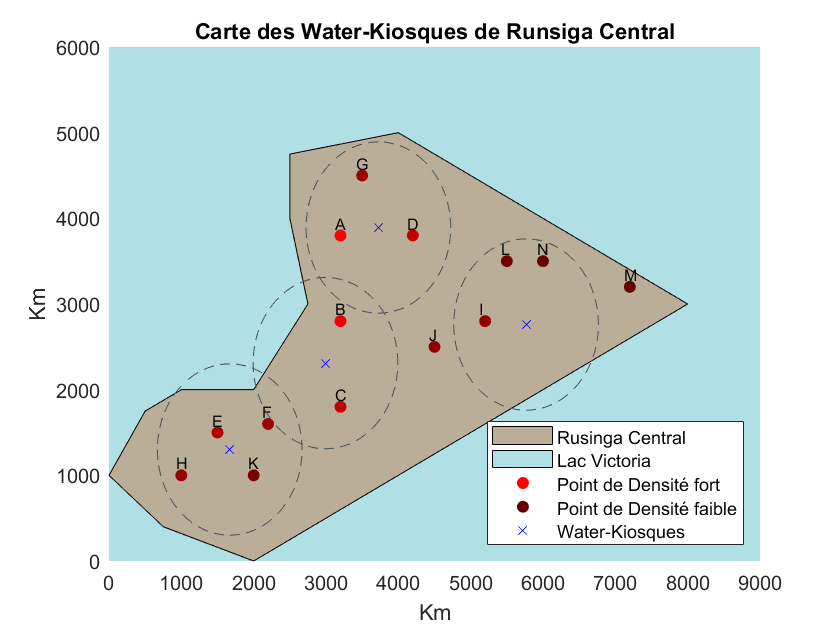 Carte des Water-Kiosques de Runsiga Central
6000
5000
4000
3000
2000
1000
0
Km
G
A
D
L
N
M
B
I
J
C
E
F
H
K
Rusinga Central
Lac Victoria
Point de Densité fort
Point de Densité faible
Water-Kiosques
0 1000 2000 3000 4000 5000 6000 7000 8000 9000
Km